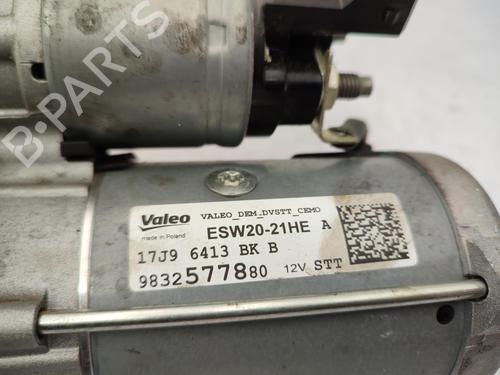 B-PARTS
Valeo VALEO_DEM_DVSTT_CEMO
made in Poland ESW20-21HE A
17J9 6413 BK B
9832577880 12V STT